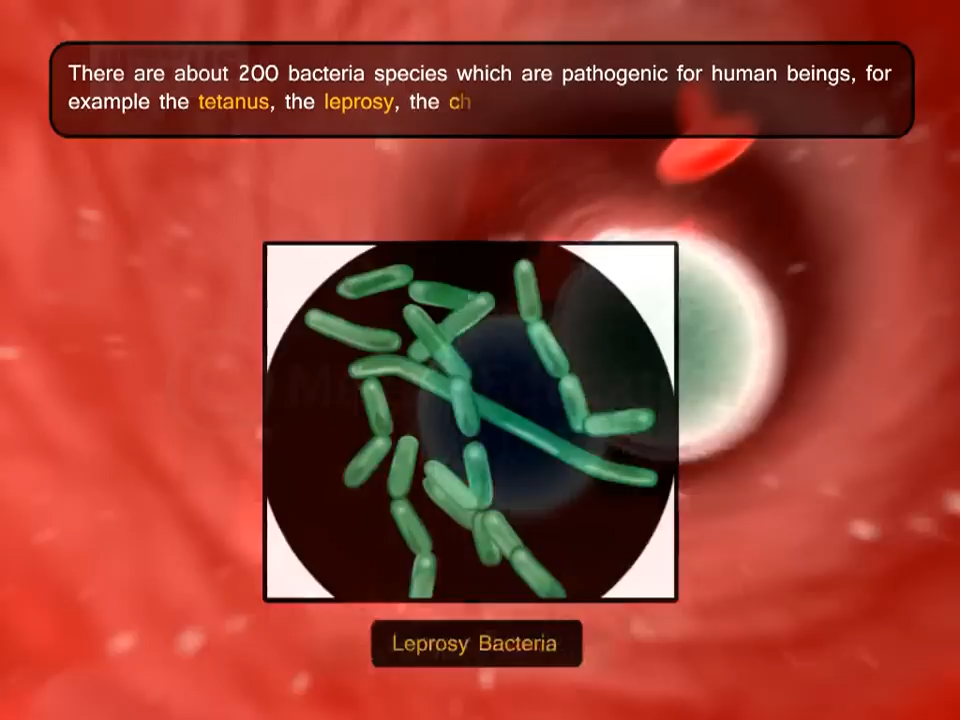 There are about 200 bacteria species which are pathogenic for human beings, for
example the tetanus, the leprosy, the ch
Leprosy Bacteria